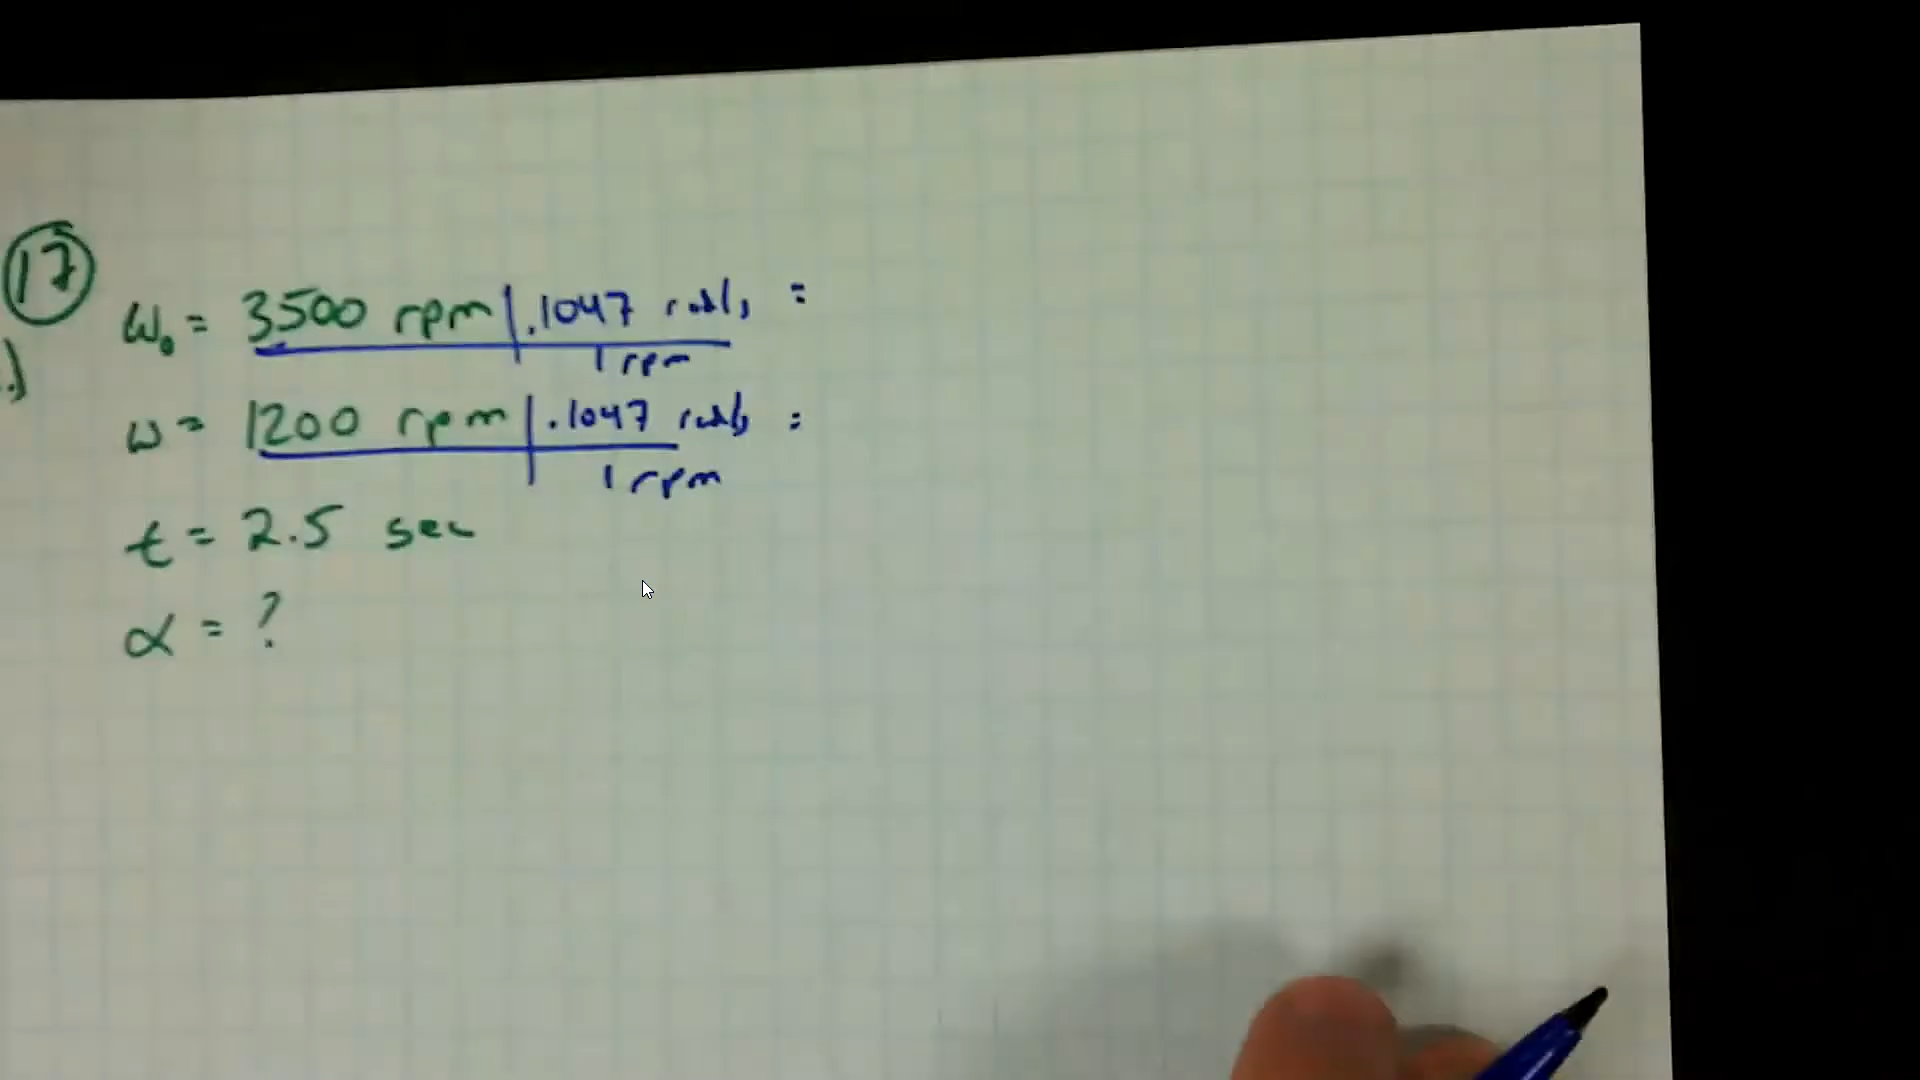 17
.)
ω₀ = 3500 rpm | .1047 rad/s =
1 rpm
ω = 1200 rpm | .1047 rad/s =
1 rpm
t = 2.5 sec
α = ?